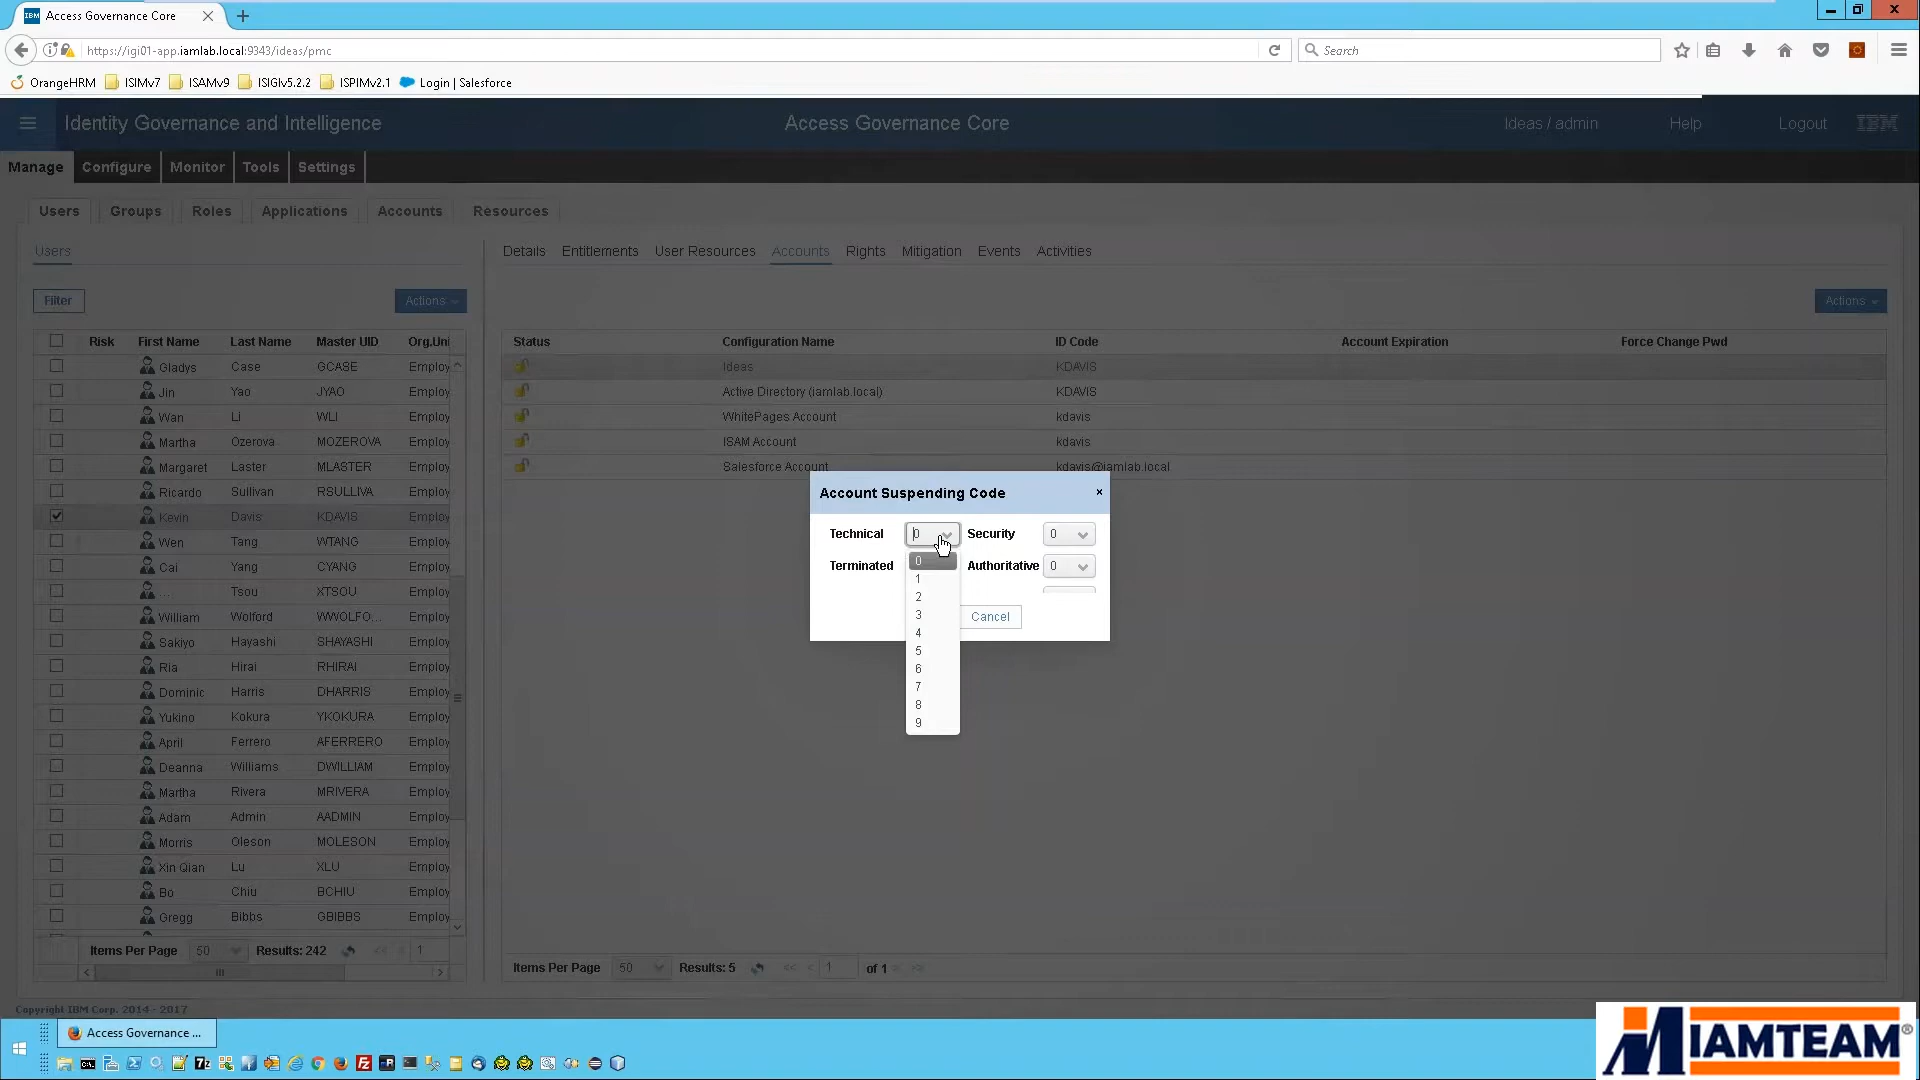 Access Governance Core
https://igi01-app.iamlab.local:9343/ideas/pmc
Search
OrangeHRM ISIMv7 ISAMv9 ISIGIv5.2.2 ISPIMv2.1 Login | Salesforce
Identity Governance and Intelligence Access Governance Core Ideas / admin Help Logout IBM
Manage Configure Monitor Tools Settings
Users Groups Roles Applications Accounts Resources
Users
Details Entitlements User Resources Accounts Rights Mitigation Events Activities
Filter Actions
Actions
Risk First Name Last Name Master UID Org.Uni
Gladys Case GCASE Employ
Jin Yao JYAO Employ
Wan Li WLI Employ
Martha Ozerova MOZEROVA Employ
Margaret Laster MLASTER Employ
Ricardo Sullivan RSULLIVA Employ
Kevin Davis KDAVIS Employ
Wen Tang WTANG Employ
Cai Yang CYANG Employ
... Tsou XTSOU Employ
William Wolford WWOLFO... Employ
Sakiyo Hayashi SHAYASHI Employ
Ria Hirai RHIRAI Employ
Dominic Harris DHARRIS Employ
Yukino Kokura YKOKURA Employ
April Ferrero AFERRERO Employ
Deanna Williams DWILLIAM Employ
Martha Rivera MRIVERA Employ
Adam Admin AADMIN Employ
Morris Oleson MOLESON Employ
Xin Qian Lu XLU Employ
Bo Chiu BCHIU Employ
Gregg Bibbs GBIBBS Employ
Items Per Page 50 Results: 242 << < 1
Status Configuration Name ID Code Account Expiration Force Change Pwd
Ideas KDAVIS
Active Directory (iamlab.local) KDAVIS
WhitePages Account kdavis
ISAM Account kdavis
Salesforce Account kdavis@iamlab.local
Items Per Page 50 Results: 5 << < 1 of 1 > >>
Account Suspending Code ×
Technical 0 Security 0
Terminated Authoritative 0
0
1
2
3
4
5
6
7
8
9
Cancel
Copyright IBM Corp. 2014 - 2017
Access Governance ...
IAMTEAM®